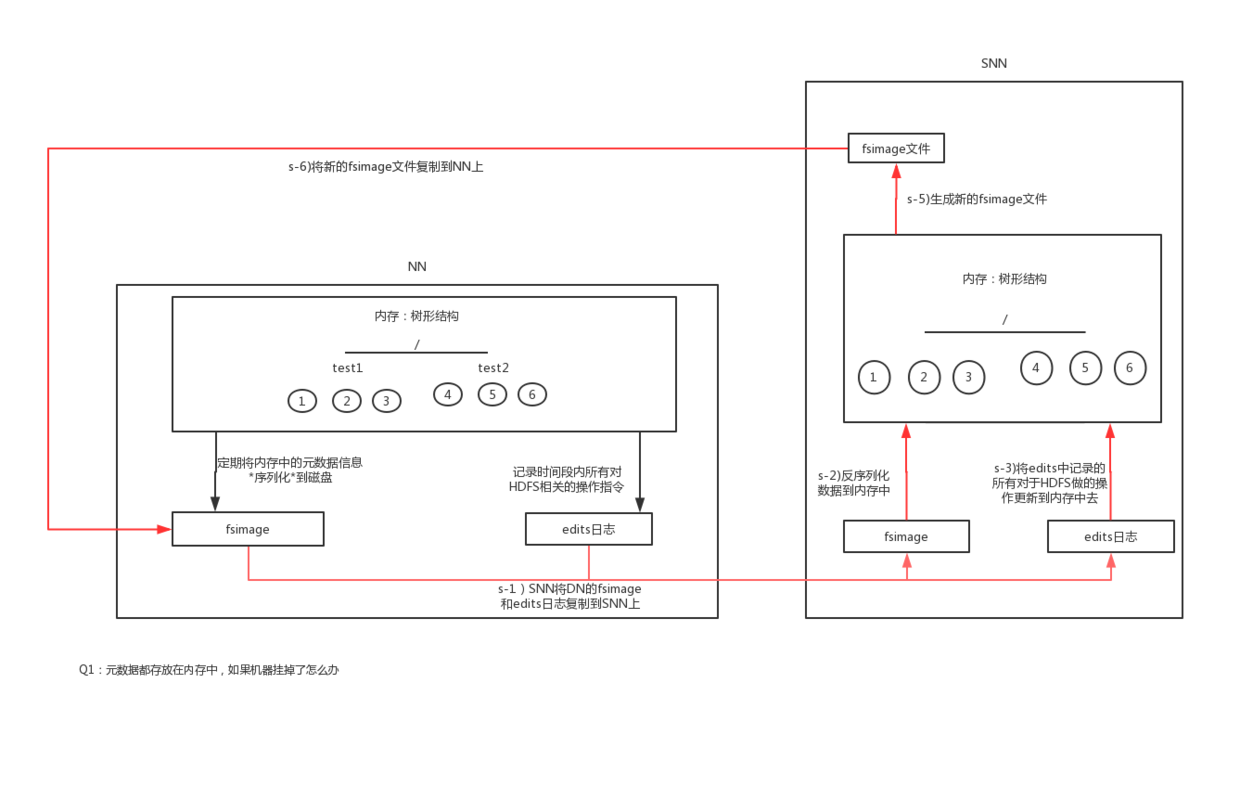 SNN
fsimage文件
s-6)将新的fsimage文件复制到NN上
s-5)生成新的fsimage文件
NN
内存：树形结构
/
test1
test2
1
2
3
4
5
6
内存：树形结构
/
1
2
3
4
5
6
定期将内存中的元数据信息
*序列化*到磁盘
记录时间段内所有对
HDFS相关的操作指令
s-2)反序列化
数据到内存中
s-3)将edits中记录的
所有对于HDFS做的操
作更新到内存中去
fsimage
edits日志
fsimage
edits日志
s-1）SNN将DN的fsimage
和edits日志复制到SNN上
Q1：元数据都存放在内存中，如果机器挂掉了怎么办